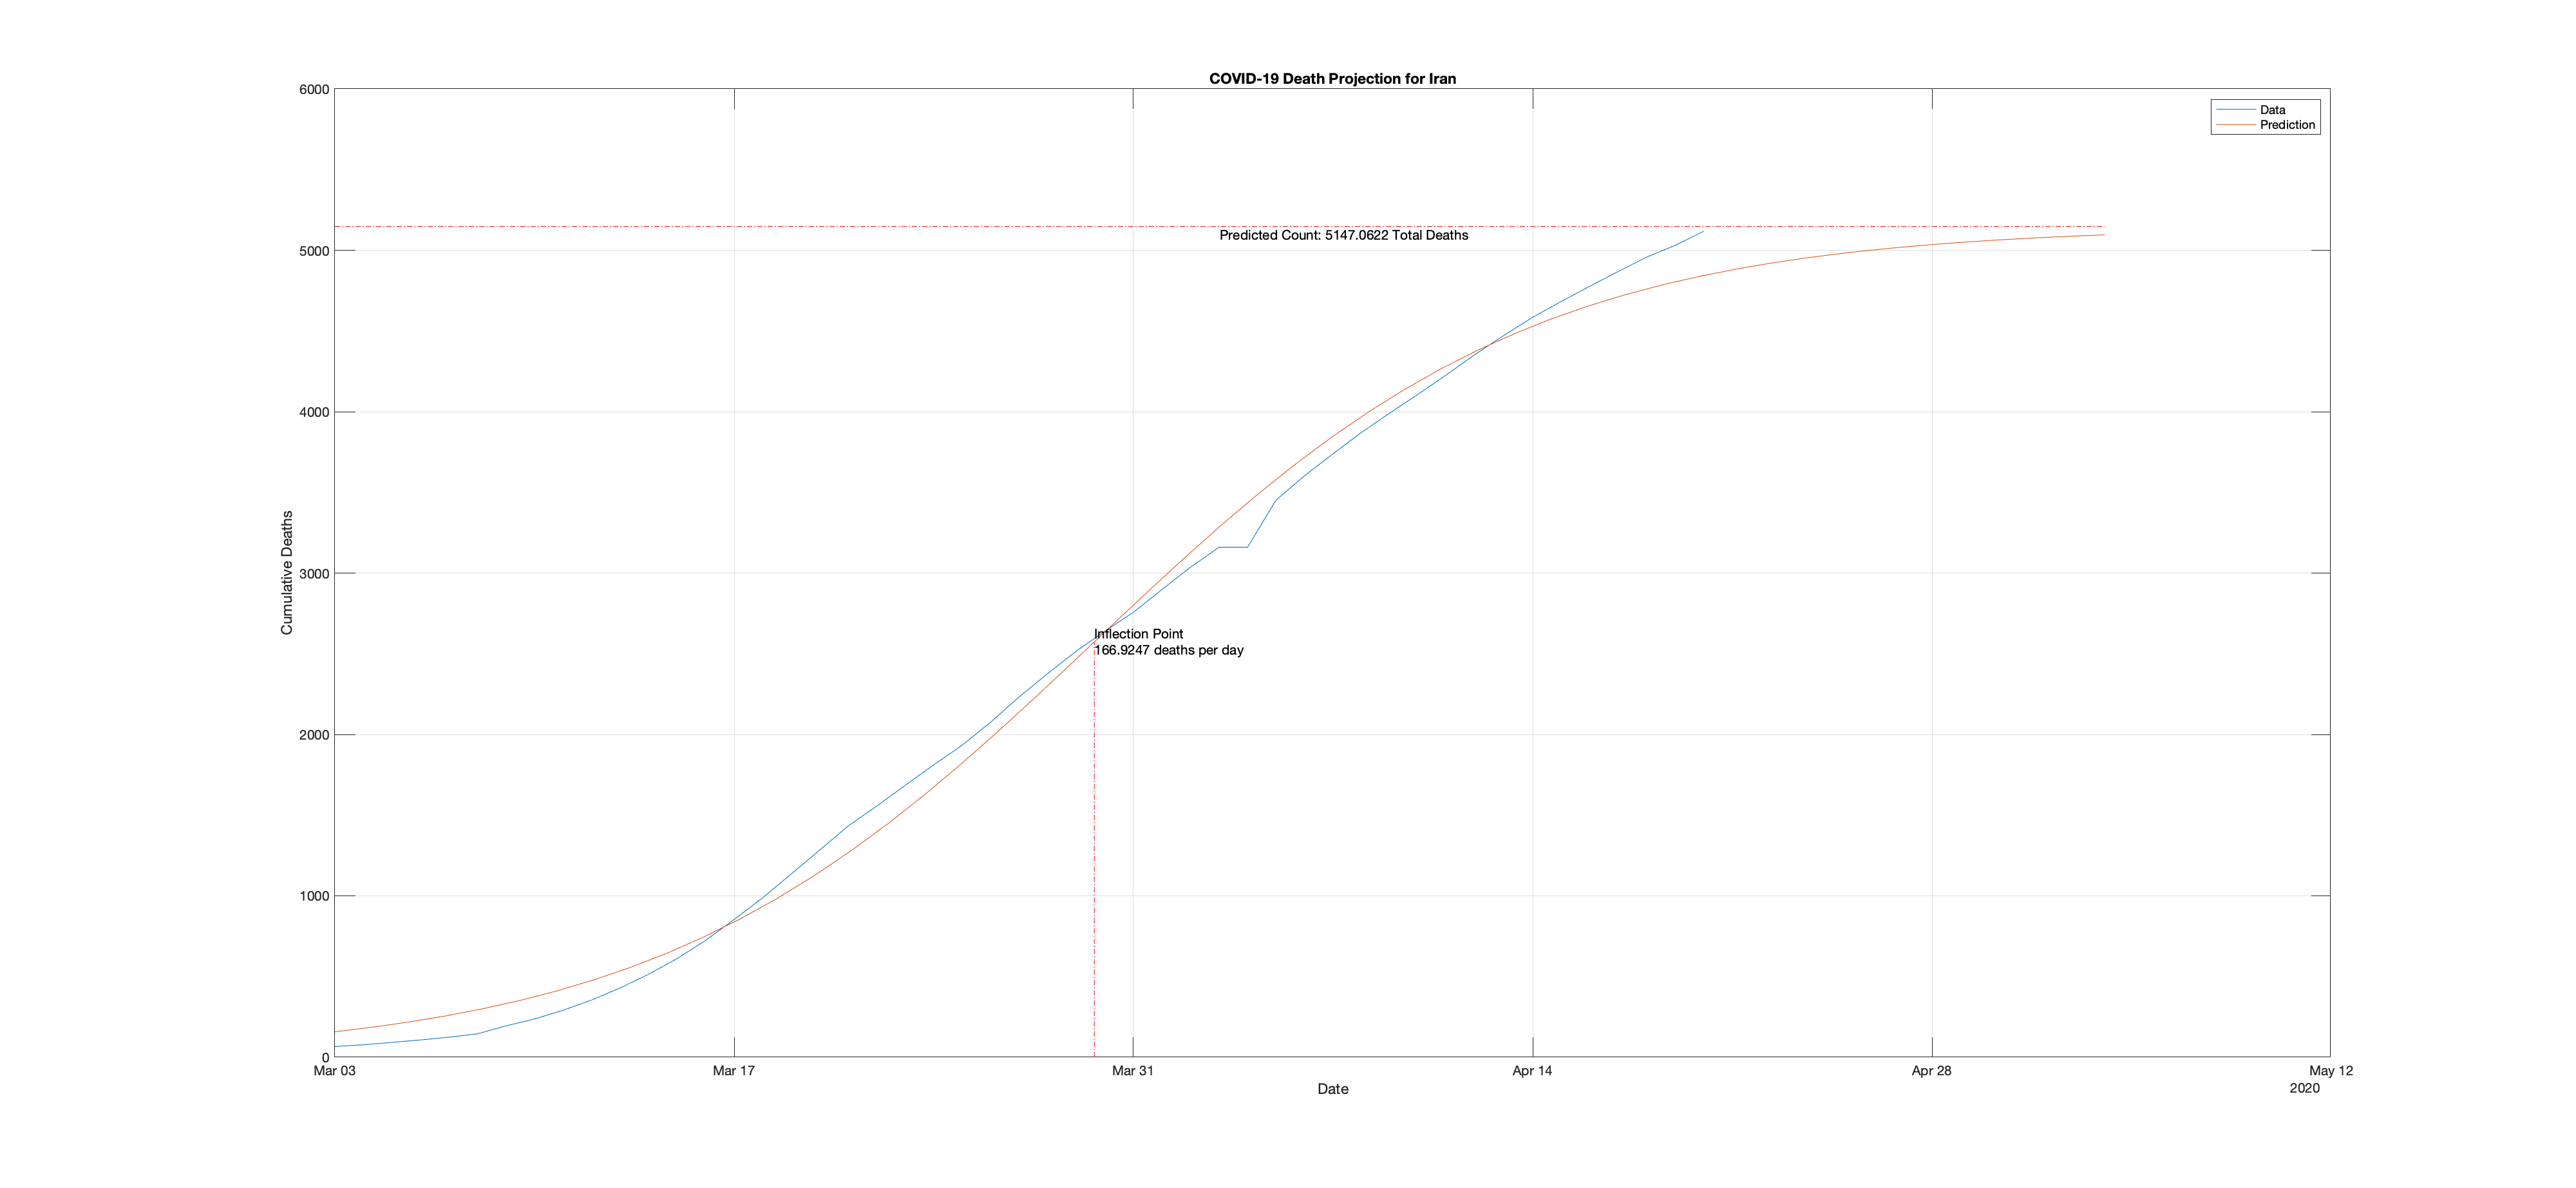 COVID-19 Death Projection for Iran
6000
Data
Prediction
5000
Predicted Count: 5147.0622 Total Deaths
4000
Cumulative Deaths
3000
Inflection Point
166.9247 deaths per day
2000
1000
0
Mar 03 Mar 17 Mar 31 Apr 14 Apr 28 May 12
Date
2020